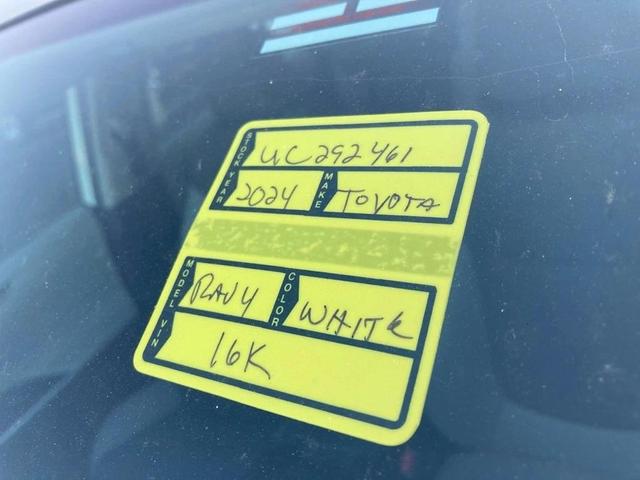 STOCK UC292461
YEAR 2024 MAKE TOYOTA
MODEL RAV4 COLOR WHITE
VIN 16K